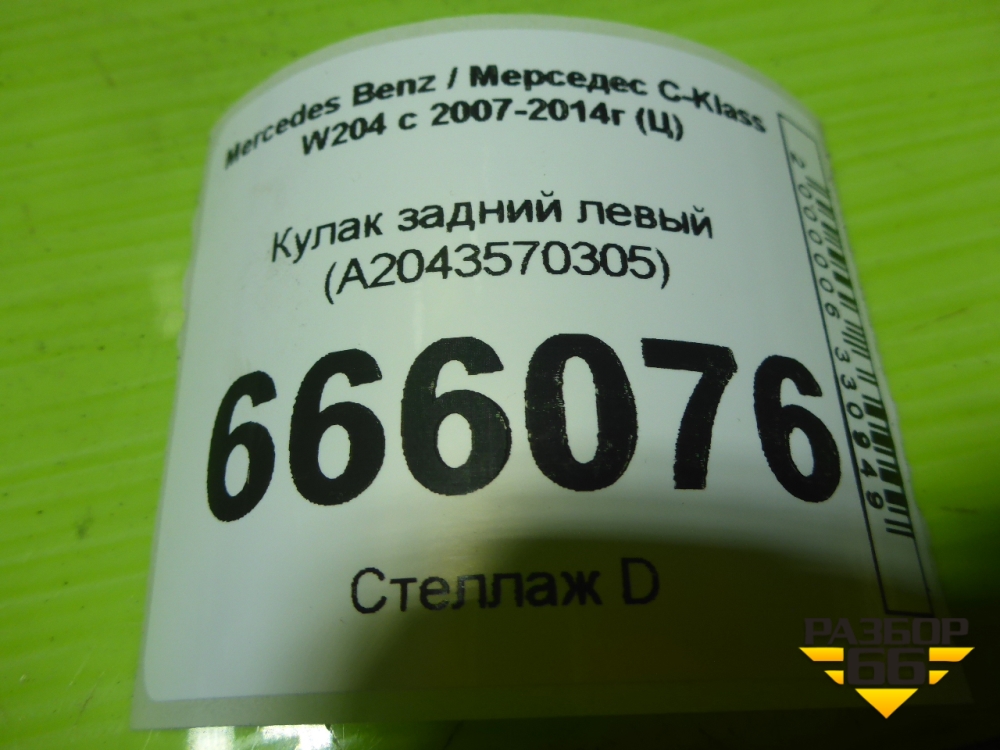 Mercedes Benz / Мерседес C-Klass
W204 с 2007-2014г (Ц)
Кулак задний левый
(A2043570305)
666076
Стеллаж D
2000006330949
РАЗБОР
66